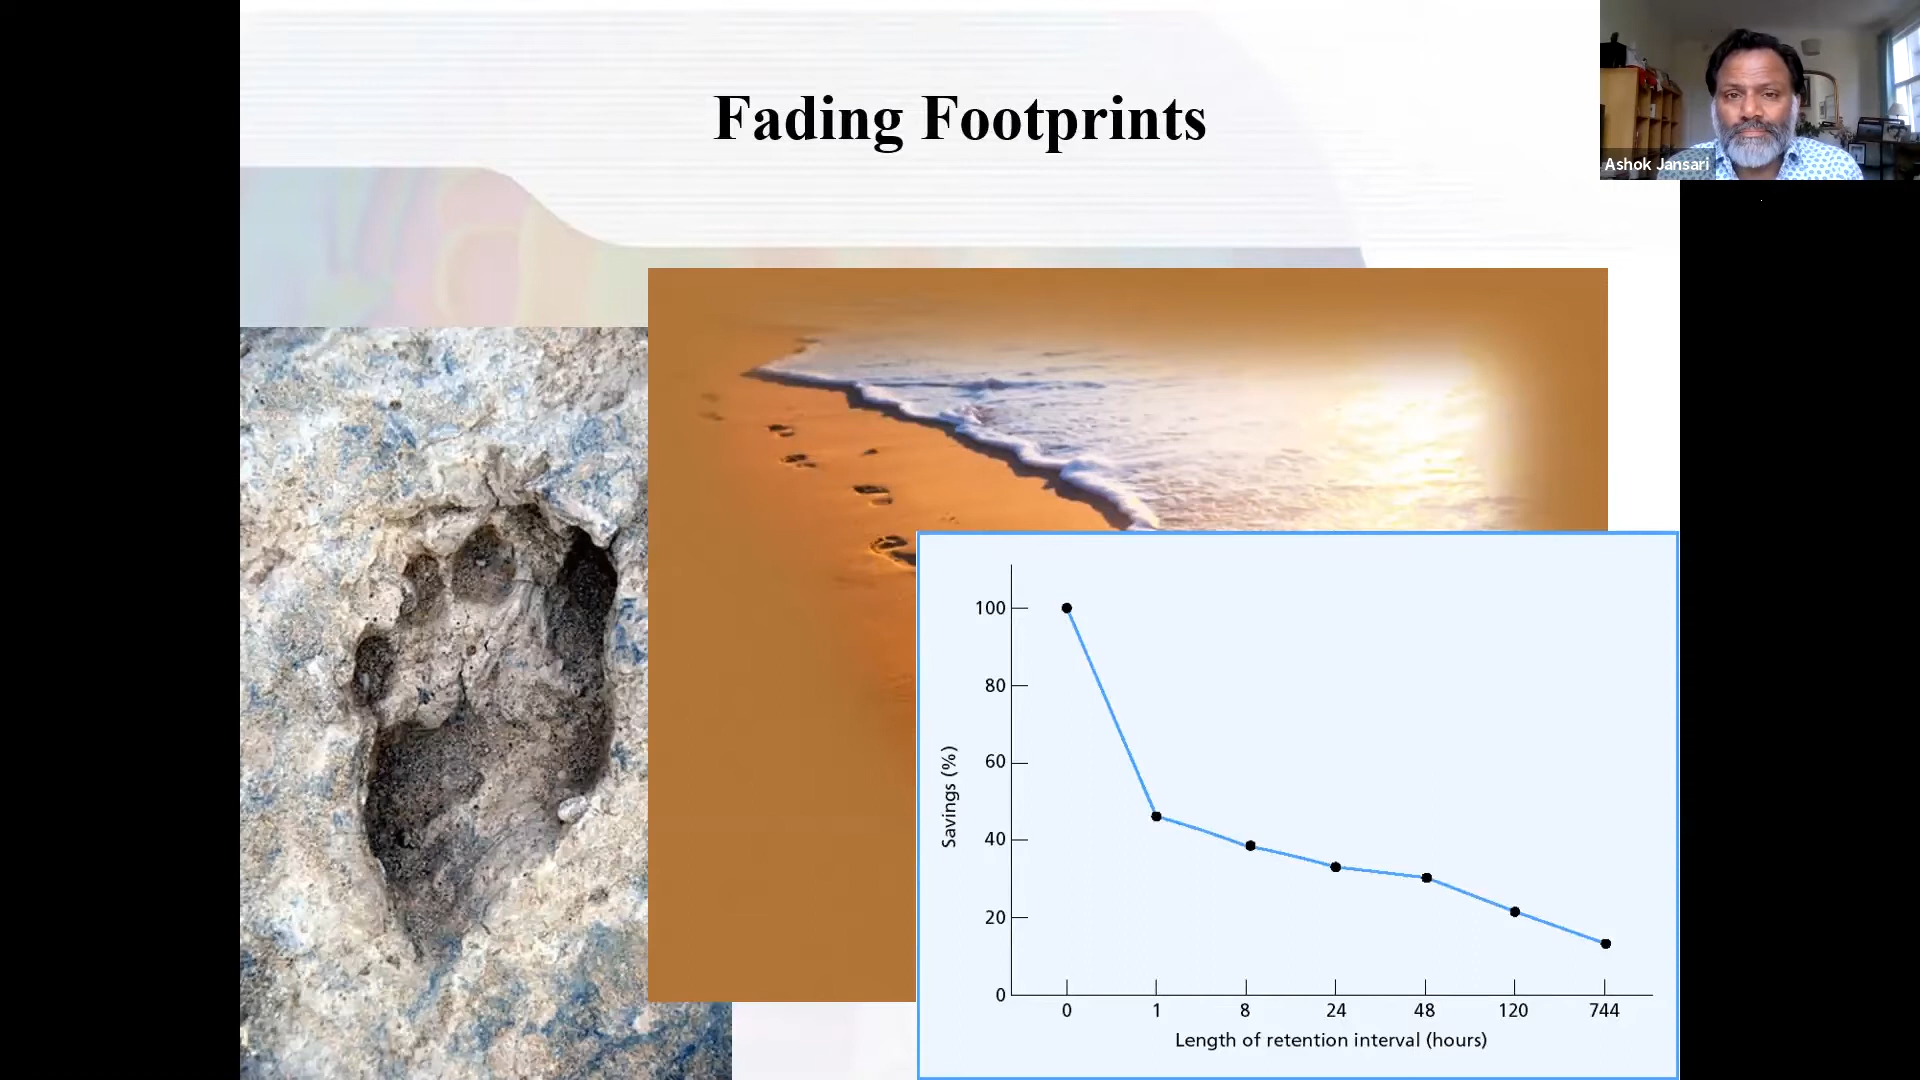 Fading Footprints
Ashok Jansari
100
80
60
40
20
0
Savings (%)
0 1 8 24 48 120 744
Length of retention interval (hours)